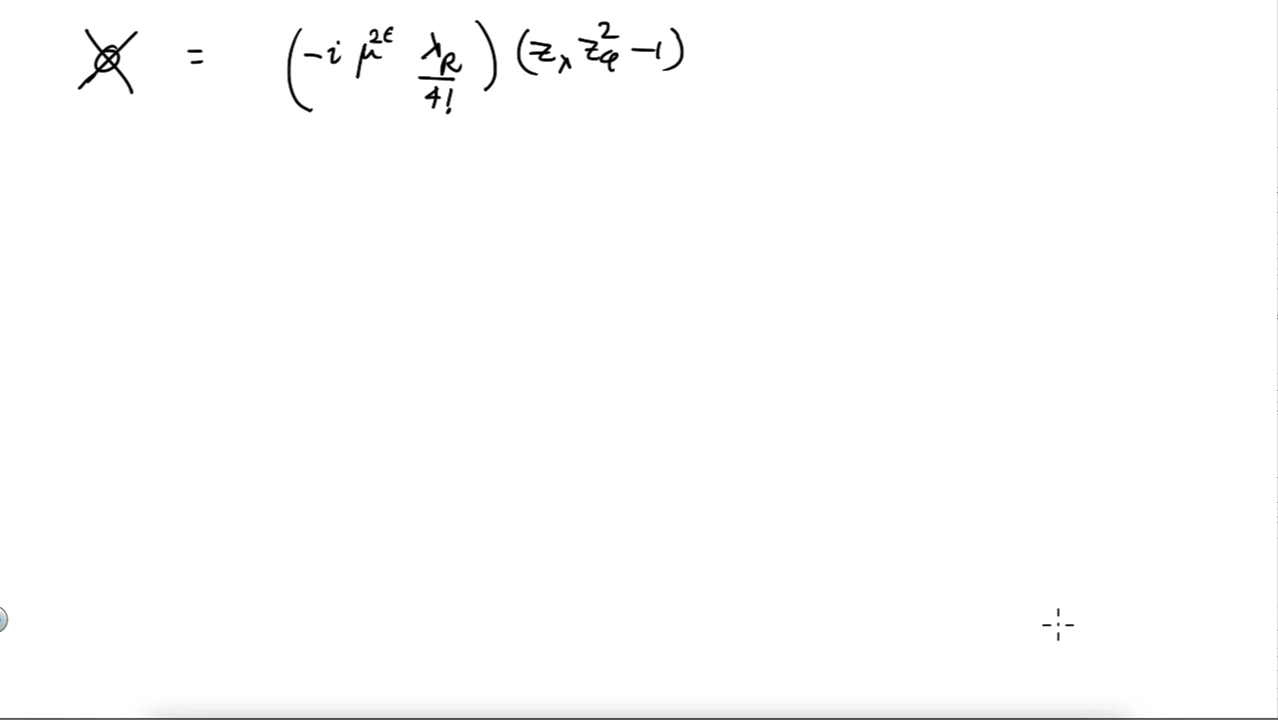 = (-i μ^{2ϵ} λ_R/4!) (Z_λ Z_φ^2 -1)